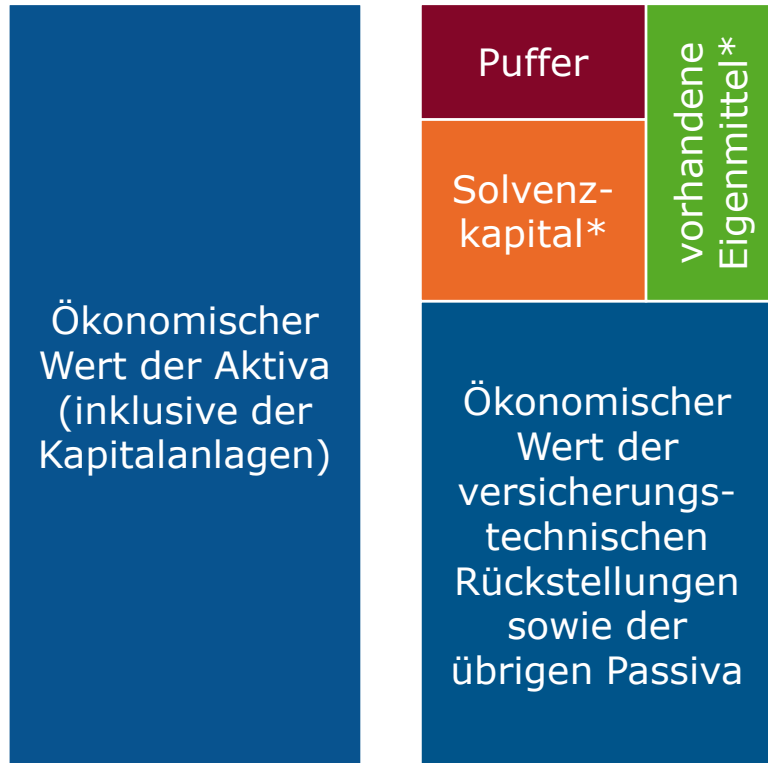 Ökonomischer
Wert der Aktiva
(inklusive der
Kapitalanlagen)
Puffer
Solvenz-
kapital*
vorhandene
Eigenmittel*
Ökonomischer
Wert der
versicherungs-
technischen
Rückstellungen
sowie der
übrigen Passiva